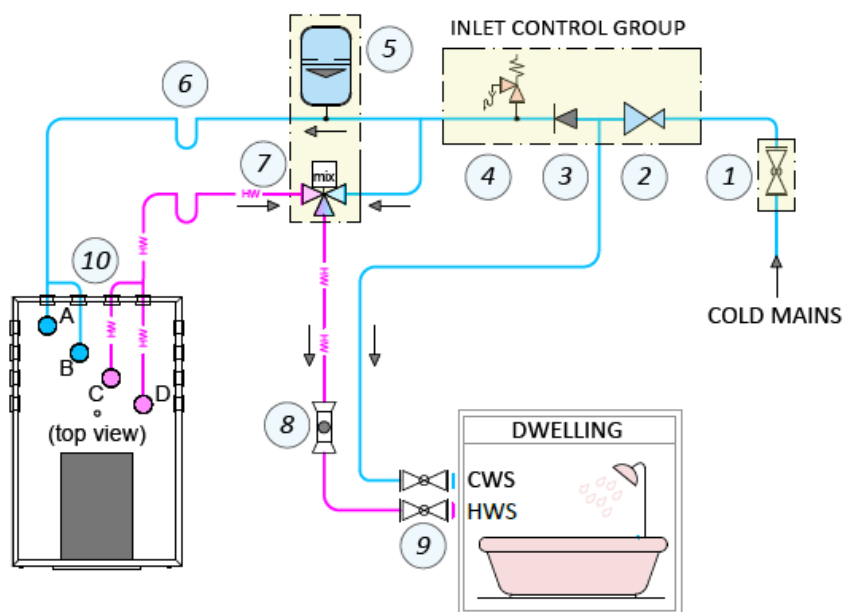 INLET CONTROL GROUP
5
6
7
mix
HW
4
3
2
1
10
HW
HW
COLD MAINS
A
B
C
D
HW
HW
HW
(top view)
8
9
DWELLING
CWS
HWS